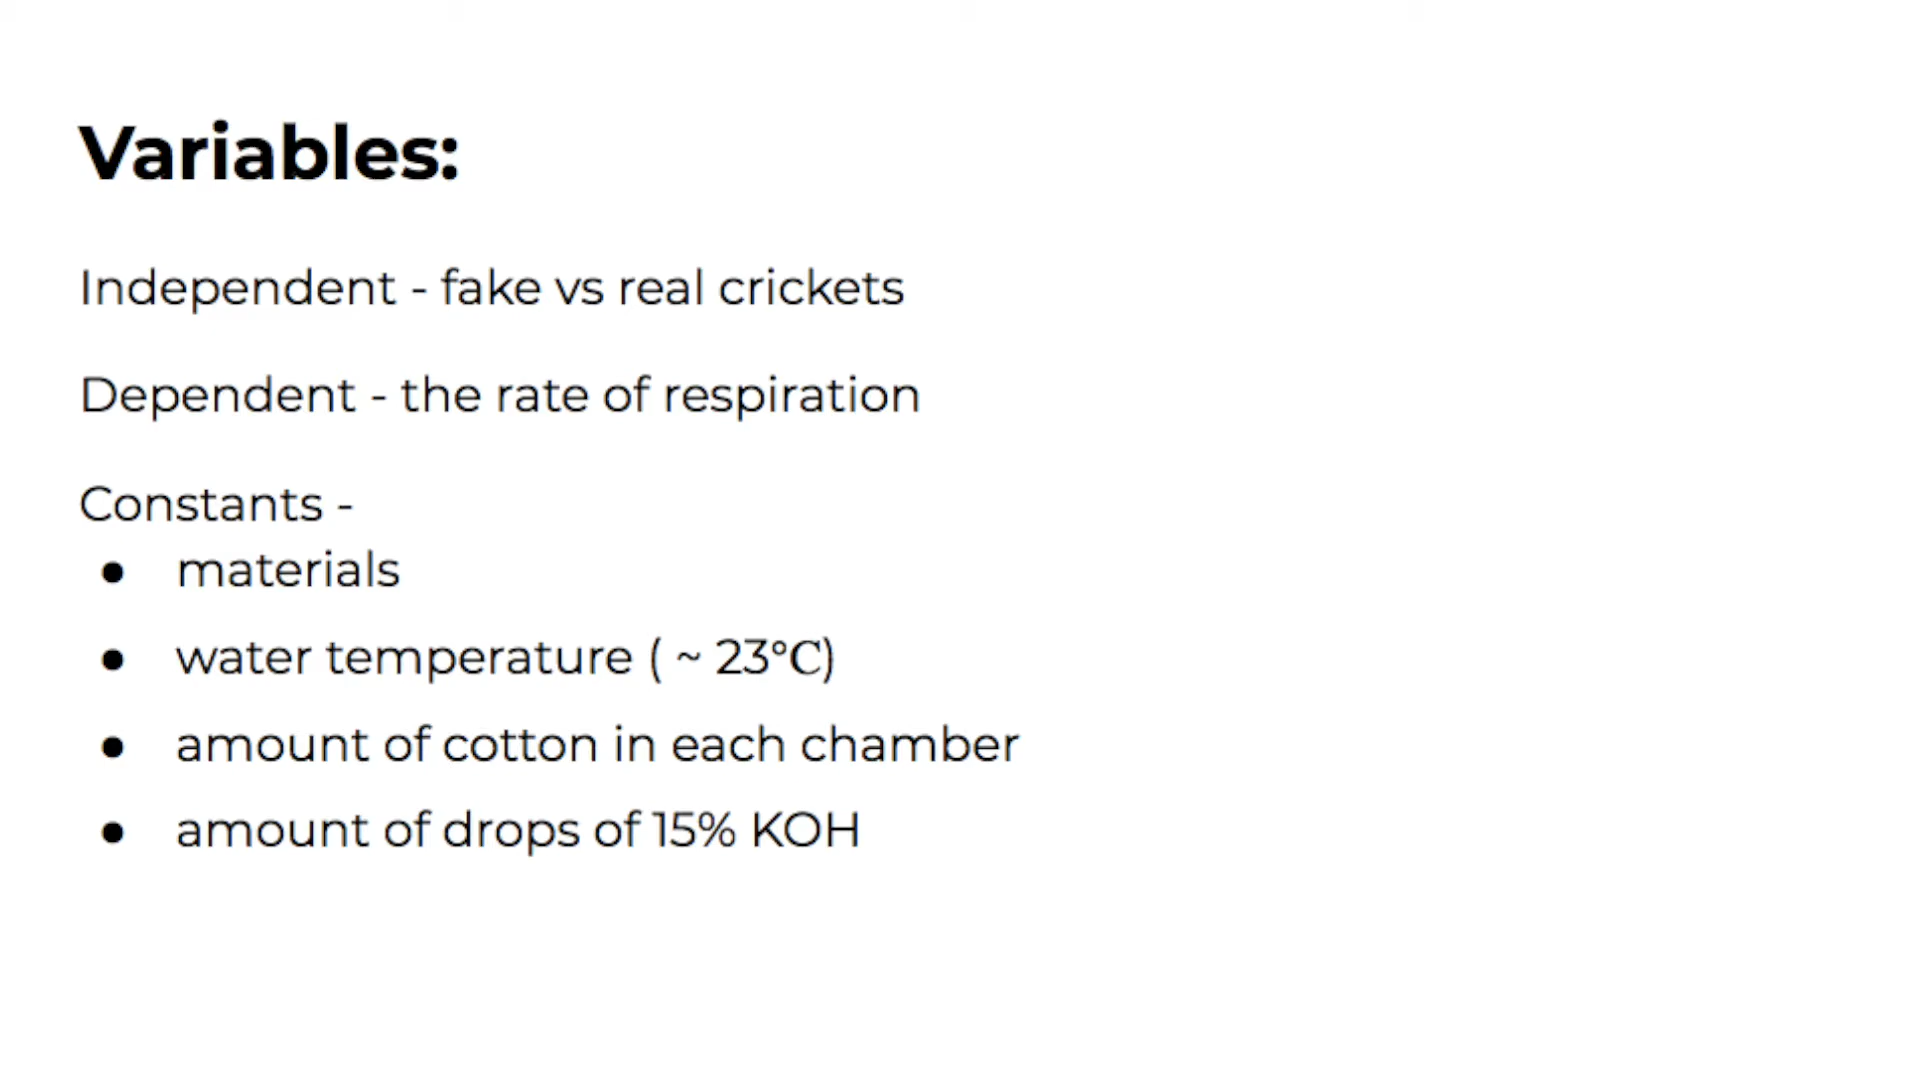 Variables:
Independent - fake vs real crickets
Dependent - the rate of respiration
Constants -
● materials
● water temperature ( ~ 23°C)
● amount of cotton in each chamber
● amount of drops of 15% KOH